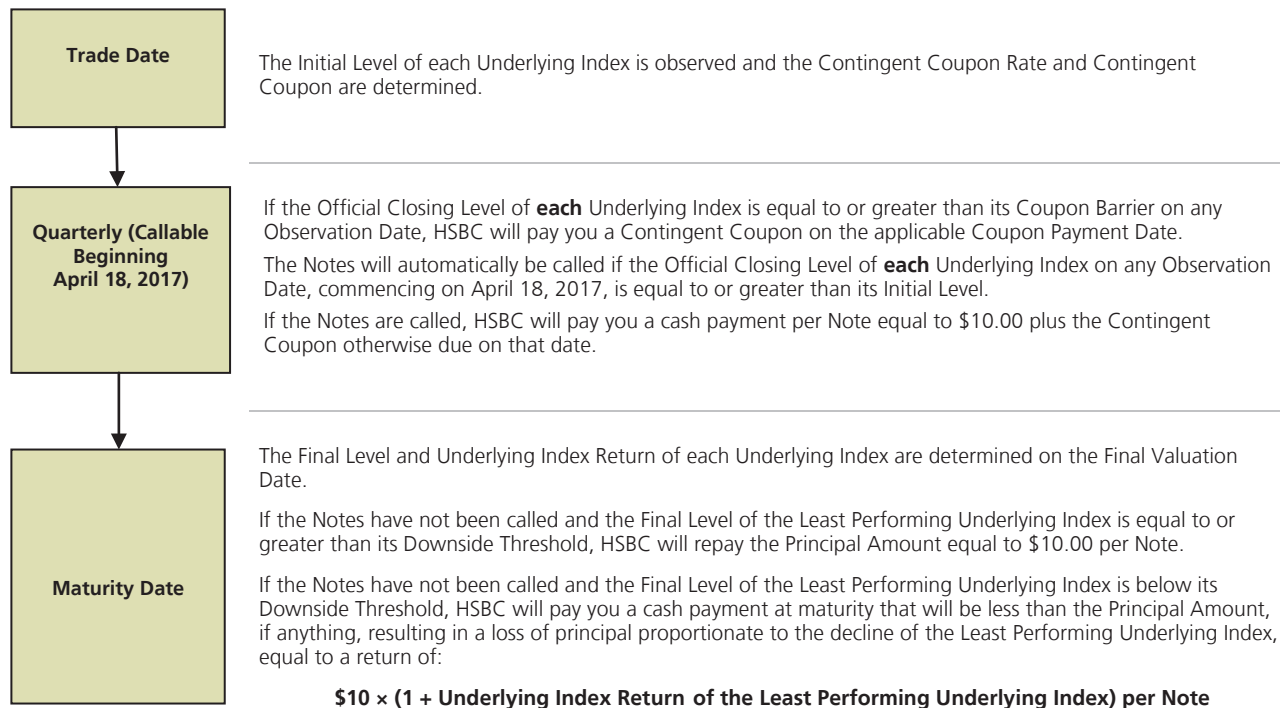 Trade Date
The Initial Level of each Underlying Index is observed and the Contingent Coupon Rate and Contingent
Coupon are determined.
Quarterly (Callable
Beginning
April 18, 2017)
If the Official Closing Level of each Underlying Index is equal to or greater than its Coupon Barrier on any
Observation Date, HSBC will pay you a Contingent Coupon on the applicable Coupon Payment Date.
The Notes will automatically be called if the Official Closing Level of each Underlying Index on any Observation
Date, commencing on April 18, 2017, is equal to or greater than its Initial Level.
If the Notes are called, HSBC will pay you a cash payment per Note equal to $10.00 plus the Contingent
Coupon otherwise due on that date.
Maturity Date
The Final Level and Underlying Index Return of each Underlying Index are determined on the Final Valuation
Date.
If the Notes have not been called and the Final Level of the Least Performing Underlying Index is equal to or
greater than its Downside Threshold, HSBC will repay the Principal Amount equal to $10.00 per Note.
If the Notes have not been called and the Final Level of the Least Performing Underlying Index is below its
Downside Threshold, HSBC will pay you a cash payment at maturity that will be less than the Principal Amount,
if anything, resulting in a loss of principal proportionate to the decline of the Least Performing Underlying Index,
equal to a return of:
$10 × (1 + Underlying Index Return of the Least Performing Underlying Index) per Note